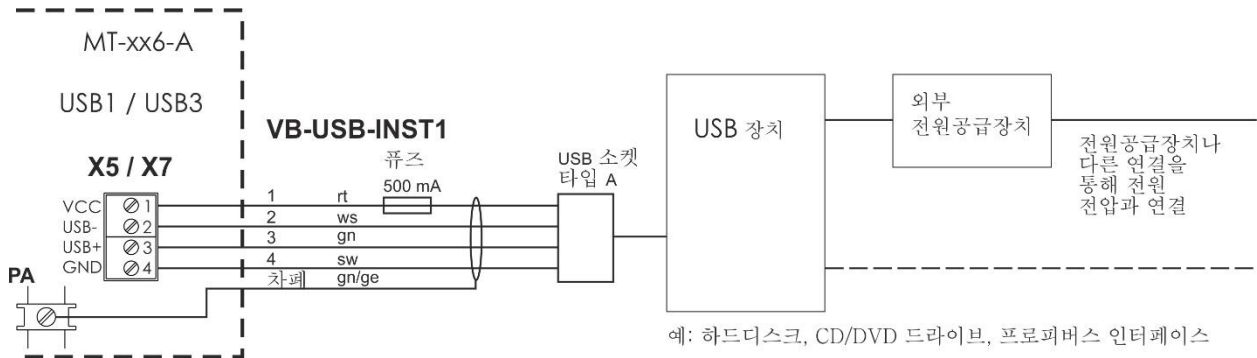 MT-xx6-A
USB1 / USB3
X5 / X7
VCC 1
USB- 2
USB+ 3
GND 4
PA
VB-USB-INST1
퓨즈
500 mA
1 rt
2 ws
3 gn
4 sw
차폐 gn/ge
USB 소켓
타입 A
USB 장치
외부
전원공급장치
전원공급장치나
다른 연결을
통해 전원
전압과 연결
예: 하드디스크, CD/DVD 드라이브, 프로피버스 인터페이스